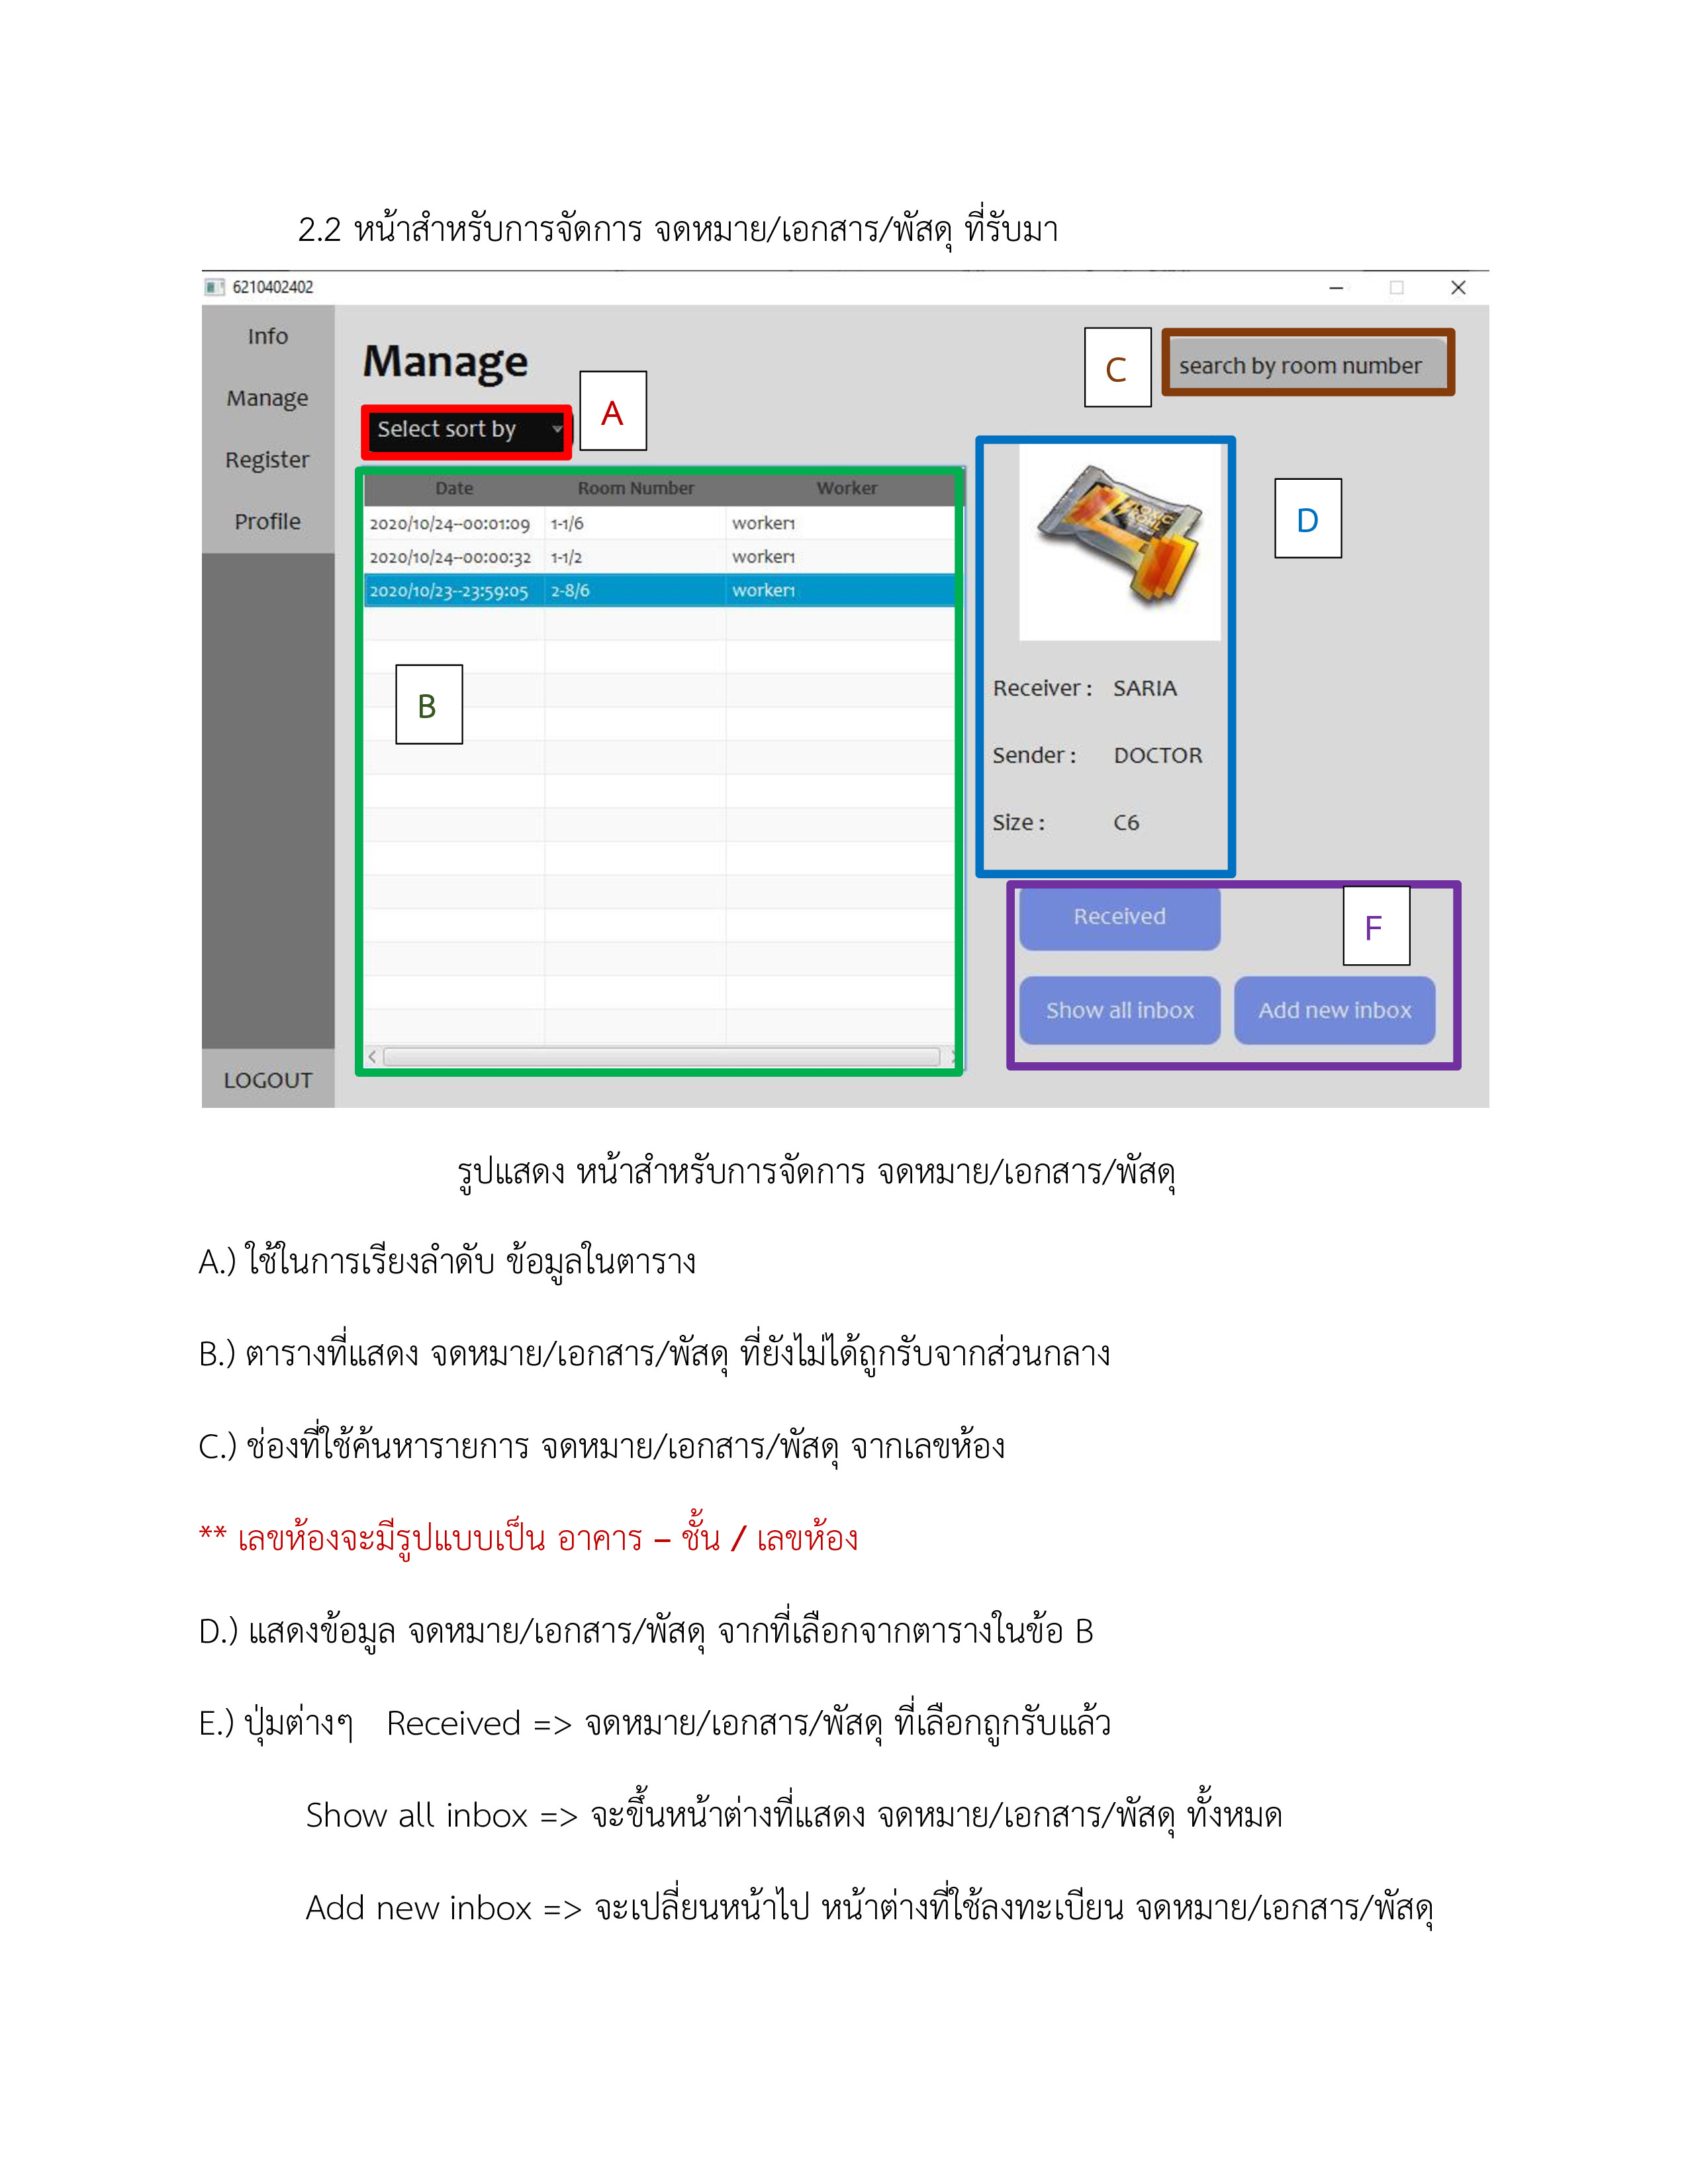 2.2 หน้าสำหรับการจัดการ จดหมาย/เอกสาร/พัสดุ ที่รับมา
6210402402
Info
Manage
Register
Profile
LOGOUT
Manage
Select sort by
A
C
search by room number
Date Room Number Worker
2020/10/24--00:01:09 1-1/6 worker1
2020/10/24--00:00:32 1-1/2 worker1
2020/10/23--23:59:05 2-8/6 worker1
B
D
Receiver : SARIA
Sender : DOCTOR
Size : C6
Received
F
Show all inbox Add new inbox
รูปแสดง หน้าสำหรับการจัดการ จดหมาย/เอกสาร/พัสดุ
A.) ใช้ในการเรียงลำดับ ข้อมูลในตาราง
B.) ตารางที่แสดง จดหมาย/เอกสาร/พัสดุ ที่ยังไม่ได้ถูกรับจากส่วนกลาง
C.) ช่องที่ใช้ค้นหารายการ จดหมาย/เอกสาร/พัสดุ จากเลขห้อง
** เลขห้องจะมีรูปแบบเป็น อาคาร – ชั้น / เลขห้อง
D.) แสดงข้อมูล จดหมาย/เอกสาร/พัสดุ จากที่เลือกจากตารางในข้อ B
E.) ปุ่มต่างๆ Received => จดหมาย/เอกสาร/พัสดุ ที่เลือกถูกรับแล้ว
Show all inbox => จะขึ้นหน้าต่างที่แสดง จดหมาย/เอกสาร/พัสดุ ทั้งหมด
Add new inbox => จะเปลี่ยนหน้าไป หน้าต่างที่ใช้ลงทะเบียน จดหมาย/เอกสาร/พัสดุ